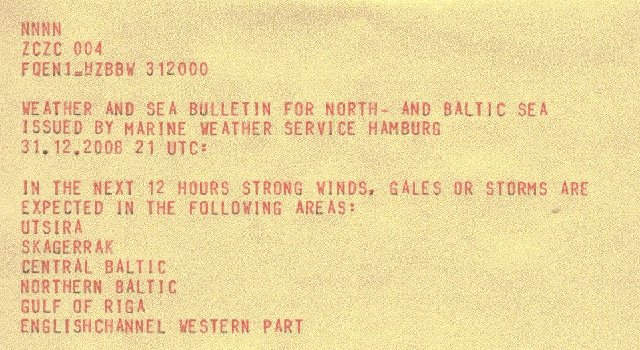 NNNN
ZCZC 004
FQEN1_HZBBW 312000
WEATHER AND SEA BULLETIN FOR NORTH- AND BALTIC SEA
ISSUED BY MARINE WEATHER SERVICE HAMBURG
31.12.2008 21 UTC:
IN THE NEXT 12 HOURS STRONG WINDS, GALES OR STORMS ARE
EXPECTED IN THE FOLLOWING AREAS:
UTSIRA
SKAGERRAK
CENTRAL BALTIC
NORTHERN BALTIC
GULF OF RIGA
ENGLISHCHANNEL WESTERN PART